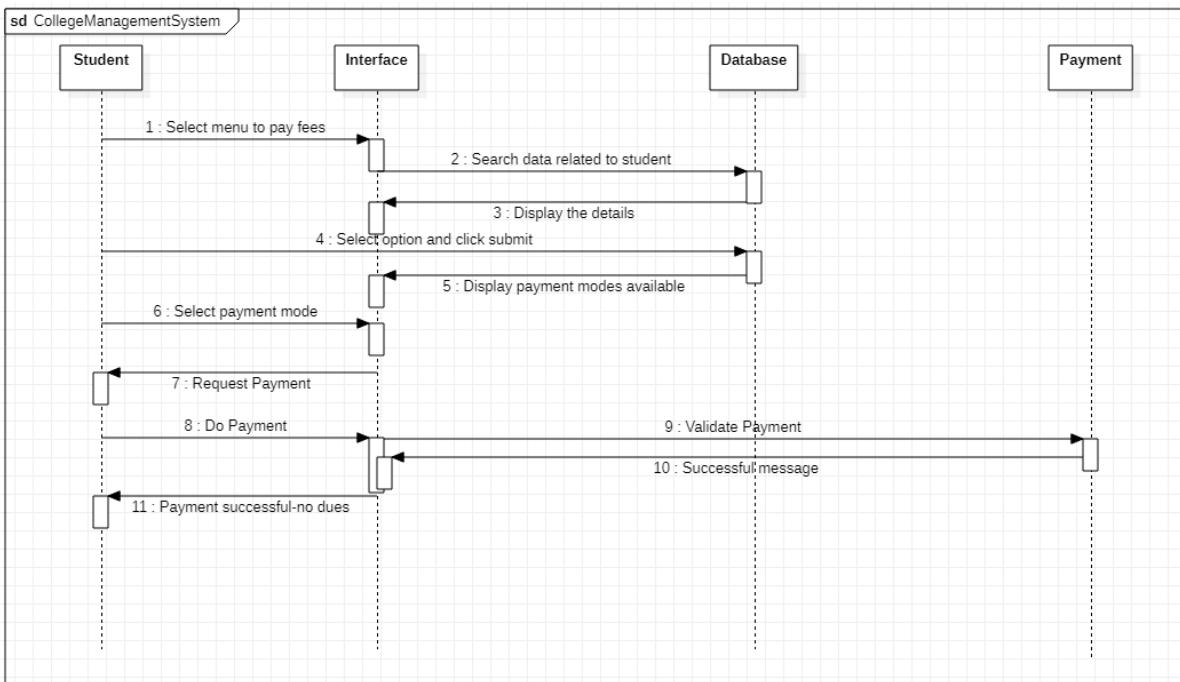 sd CollegeManagementSystem
Student
Interface
Database
Payment
1 : Select menu to pay fees
2 : Search data related to student
3 : Display the details
4 : Select option and click submit
5 : Display payment modes available
6 : Select payment mode
7 : Request Payment
8 : Do Payment
9 : Validate Payment
10 : Successful message
11 : Payment successful-no dues